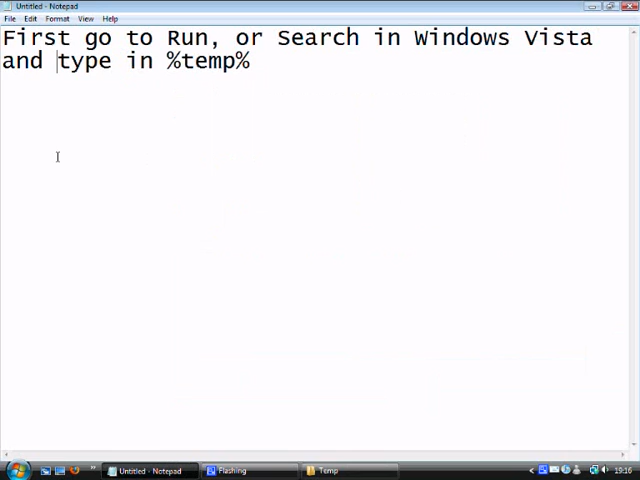 Untitled - Notepad
File Edit Format View Help
First go to Run, or Search in Windows Vista
and type in %temp%
Untitled - Notepad Flashing Temp 19:16